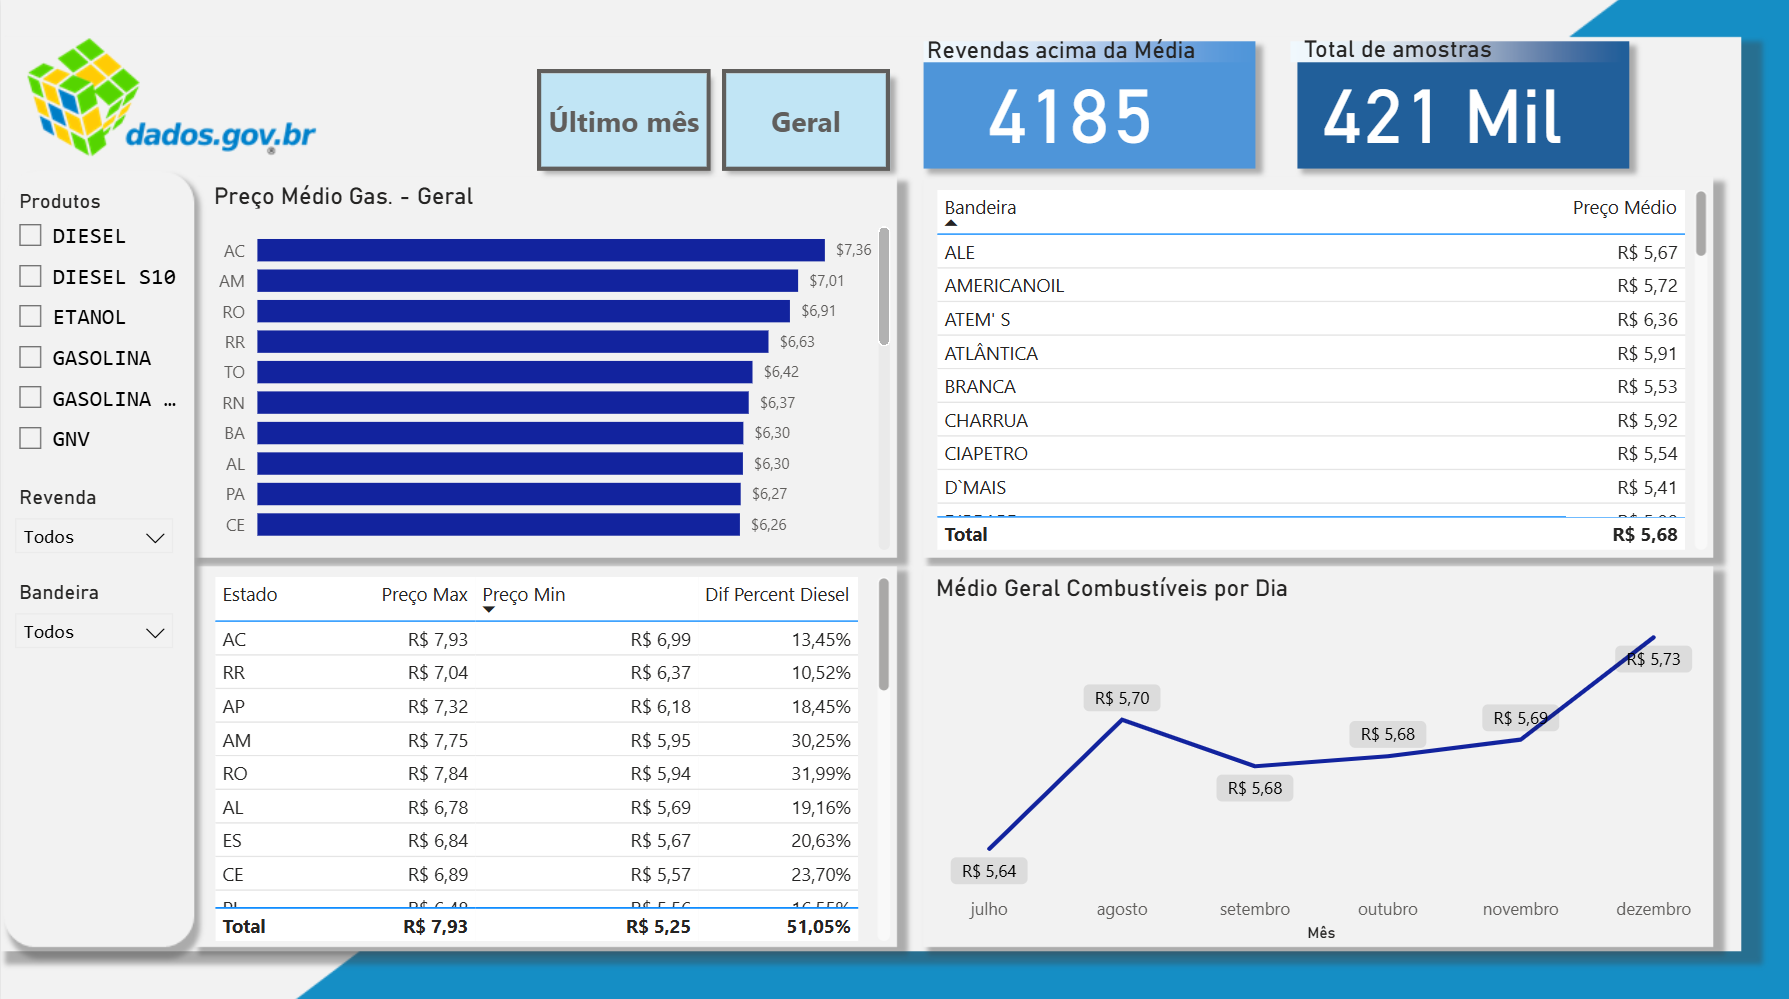 dados.gov.br
®
Último mês
Geral
Revendas acima da Média
4185
Total de amostras
421 Mil
Produtos
DIESEL
DIESEL S10
ETANOL
GASOLINA
GASOLINA …
GNV
Revenda
Todos
Bandeira
Todos
Preço Médio Gas. - Geral
AC $7,36
AM $7,01
RO $6,91
RR $6,63
TO $6,42
RN $6,37
BA $6,30
AL $6,30
PA $6,27
CE $6,26
Bandeira Preço Médio
ALE R$ 5,67
AMERICANOIL R$ 5,72
ATEM' S R$ 6,36
ATLÂNTICA R$ 5,91
BRANCA R$ 5,53
CHARRUA R$ 5,92
CIAPETRO R$ 5,54
D`MAIS R$ 5,41
Total R$ 5,68
Estado Preço Max Preço Min Dif Percent Diesel
AC R$ 7,93 R$ 6,99 13,45%
RR R$ 7,04 R$ 6,37 10,52%
AP R$ 7,32 R$ 6,18 18,45%
AM R$ 7,75 R$ 5,95 30,25%
RO R$ 7,84 R$ 5,94 31,99%
AL R$ 6,78 R$ 5,69 19,16%
ES R$ 6,84 R$ 5,67 20,63%
CE R$ 6,89 R$ 5,57 23,70%
Total R$ 7,93 R$ 5,25 51,05%
Médio Geral Combustíveis por Dia
R$ 5,64
R$ 5,70
R$ 5,68
R$ 5,68
R$ 5,69
R$ 5,73
julho agosto setembro outubro novembro dezembro
Mês